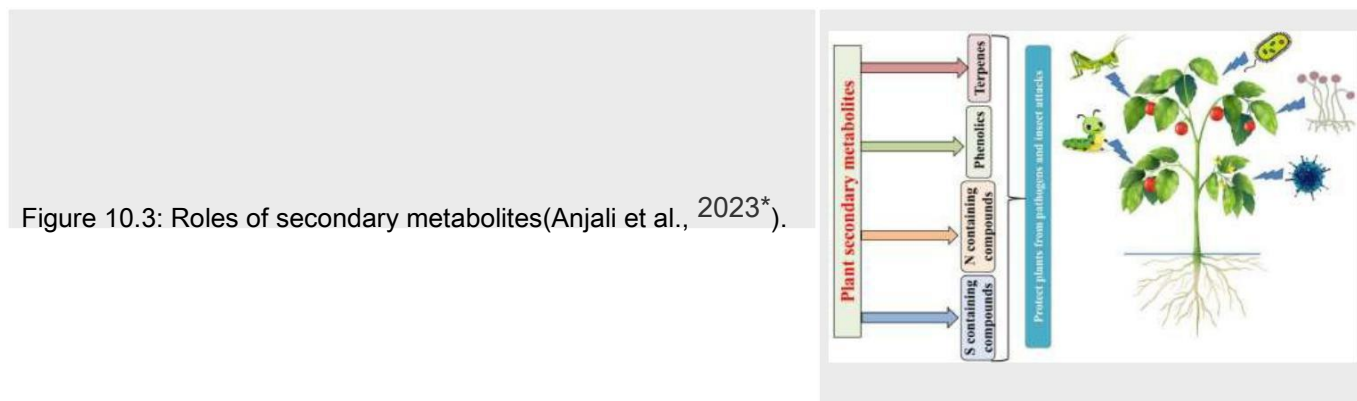 Figure 10.3: Roles of secondary metabolites(Anjali et al., 2023*).
Plant secondary metabolites
Terpenes
Phenolics
N containing
compounds
S containing
compounds
Protect plants from pathogens and insect attacks